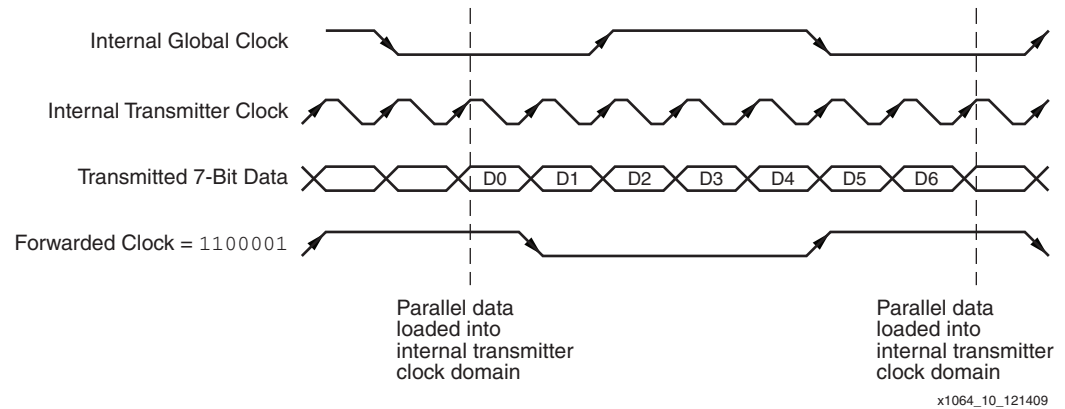 Internal Global Clock
Internal Transmitter Clock
Transmitted 7-Bit Data
D0 D1 D2 D3 D4 D5 D6
Forwarded Clock = 1100001
Parallel data
loaded into
internal transmitter
clock domain
Parallel data
loaded into
internal transmitter
clock domain
x1064_10_121409